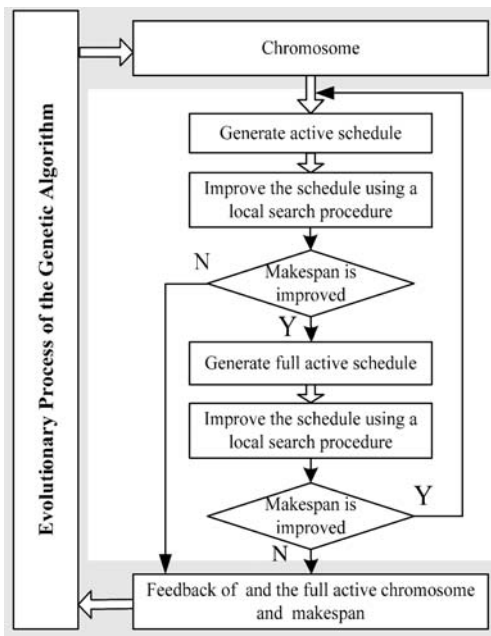 Evolutionary Process of the Genetic Algorithm
Chromosome
Generate active schedule
Improve the schedule using a
local search procedure
N
Makespan is
improved
Y
Generate full active schedule
Improve the schedule using a
local search procedure
Makespan is
improved
Y
N
Feedback of and the full active chromosome
and makespan